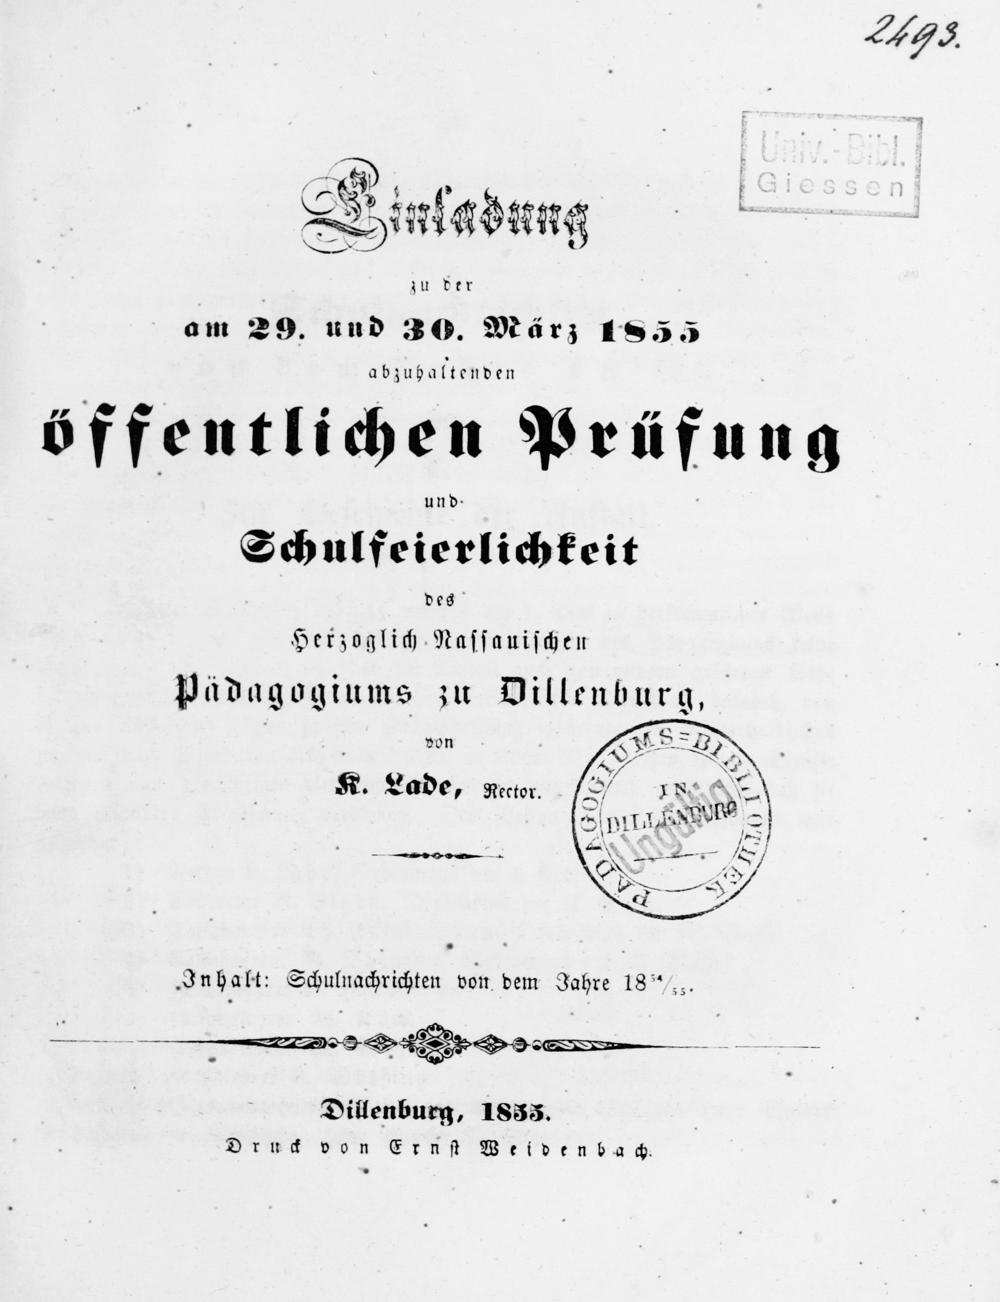 2493.
Univ.-Bibl.
Giessen
Einladung
zu der
am 29. und 30. März 1855
abzuhaltenden
öffentlichen Prüfung
und
Schulfeierlichkeit
des
Herzoglich Nassauischen
Pädagogiums zu Dillenburg,
von
K. Lade, Rector.
PÄDAGOGIUMS=BIBLIOTHEK
IN
DILLENBURG
Ungültig
Inhalt: Schulnachrichten von dem Jahre 18⁵⁴/₅₅.
Dillenburg, 1855.
Druck von Ernst Weidenbach.